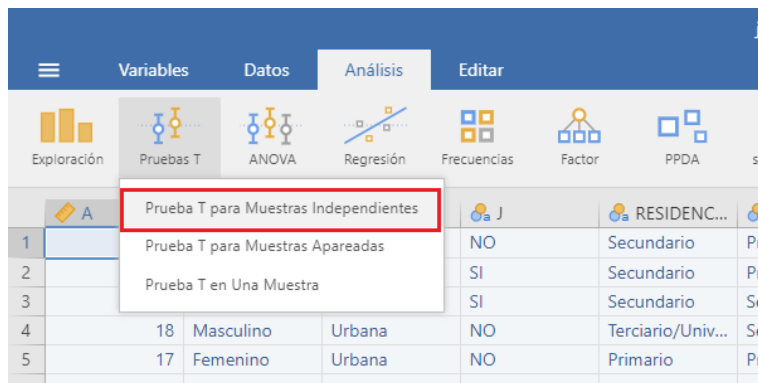 Variables Datos Análisis Editar
Exploración Pruebas T ANOVA Regresión Frecuencias Factor PPDA
Prueba T para Muestras Independientes
Prueba T para Muestras Apareadas
Prueba T en Una Muestra
A J RESIDENC...
1 NO Secundario
2 SI Secundario
3 SI Secundario
4 18 Masculino Urbana NO Terciario/Univ...
5 17 Femenino Urbana NO Primario